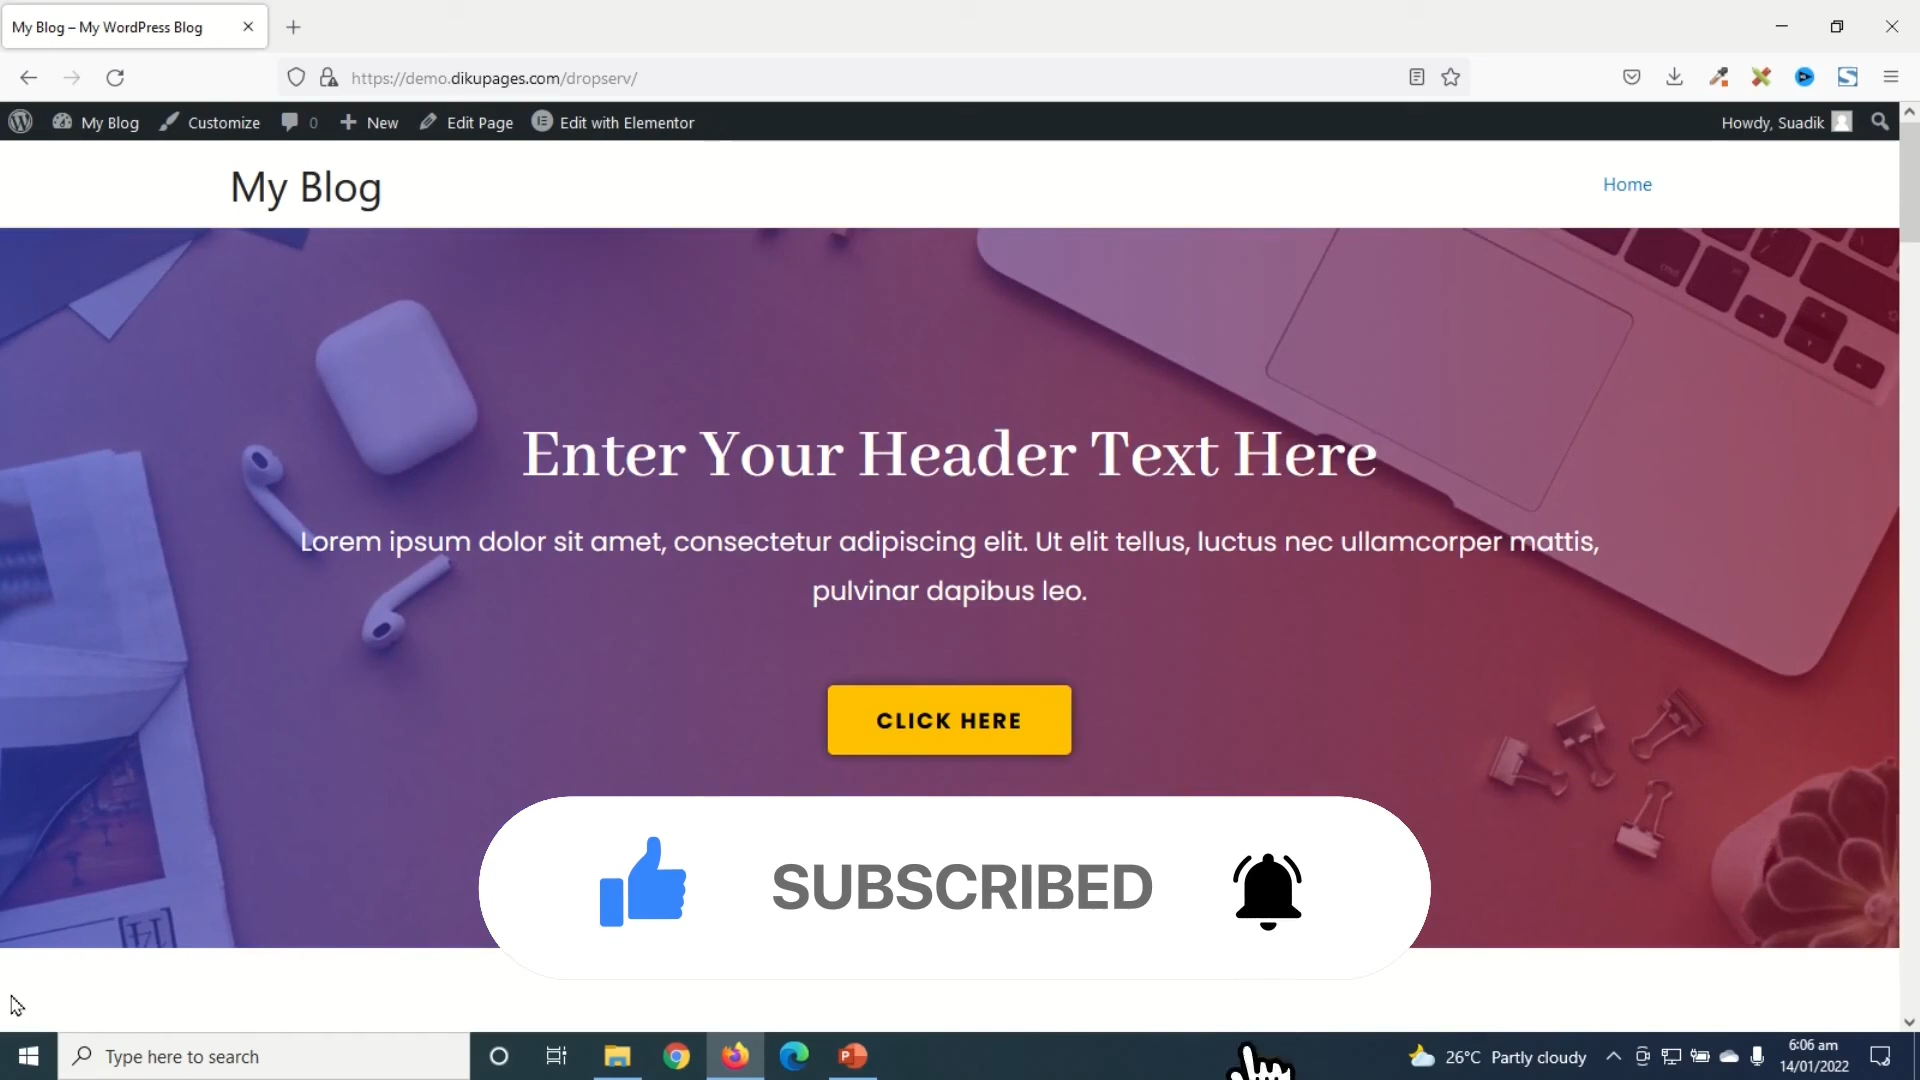 My Blog – My WordPress Blog
https://demo.dikupages.com/dropserv/
My Blog
Customize
0
New
Edit Page
Edit with Elementor
Howdy, Suadik
My Blog
Home
Enter Your Header Text Here
Lorem ipsum dolor sit amet, consectetur adipiscing elit. Ut elit tellus, luctus nec ullamcorper mattis,
pulvinar dapibus leo.
CLICK HERE
SUBSCRIBED
Type here to search
26°C Partly cloudy
6:06 am
14/01/2022